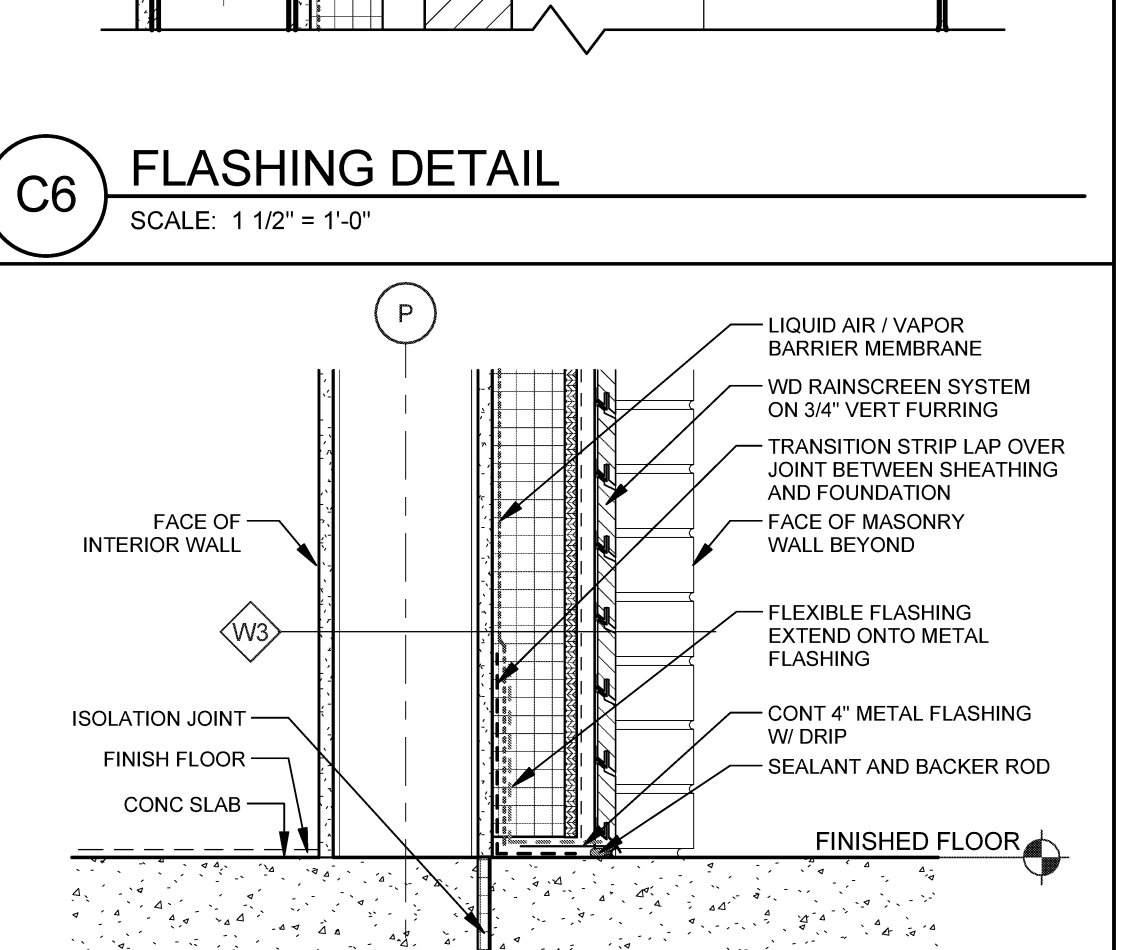 C6
FLASHING DETAIL
SCALE: 1 1/2" = 1'-0"
P
LIQUID AIR / VAPOR
BARRIER MEMBRANE
WD RAINSCREEN SYSTEM
ON 3/4" VERT FURRING
TRANSITION STRIP LAP OVER
JOINT BETWEEN SHEATHING
AND FOUNDATION
FACE OF
INTERIOR WALL
FACE OF MASONRY
WALL BEYOND
W3
FLEXIBLE FLASHING
EXTEND ONTO METAL
FLASHING
ISOLATION JOINT
CONT 4" METAL FLASHING
W/ DRIP
FINISH FLOOR
SEALANT AND BACKER ROD
CONC SLAB
FINISHED FLOOR